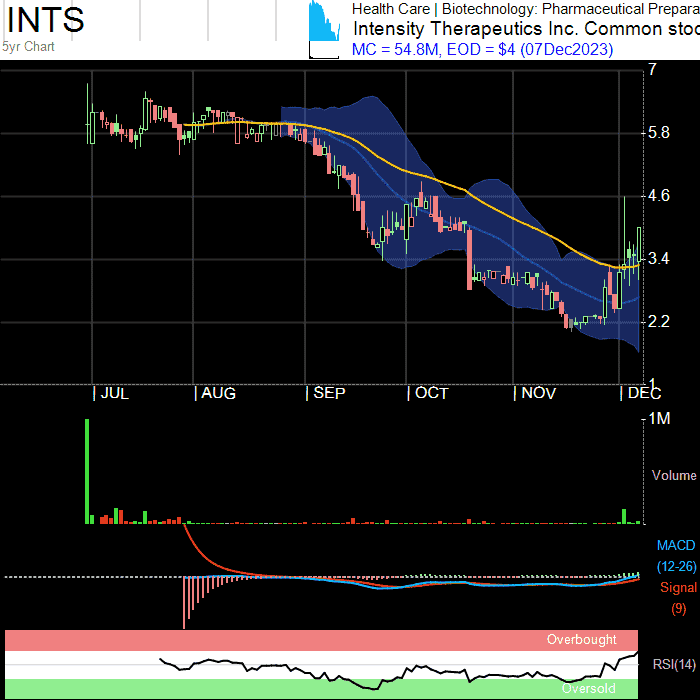 INTS
5yr Chart
Health Care | Biotechnology: Pharmaceutical Prepara
Intensity Therapeutics Inc. Common stoc
MC = 54.8M, EOD = $4 (07Dec2023)
7
5.8
4.6
3.4
2.2
1
JUL AUG SEP OCT NOV DEC
1M
Volume
MACD
(12-26)
Signal
(9)
Overbought
RSI(14)
Oversold